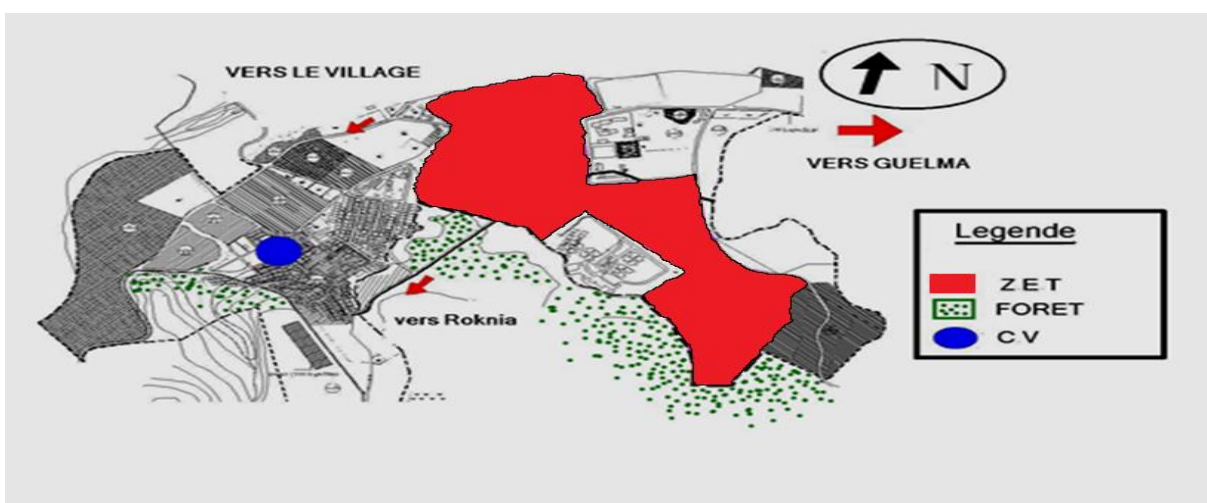 VERS LE VILLAGE
N
VERS GUELMA
Legende
Z.E.T
FORET
C.V
vers Roknia